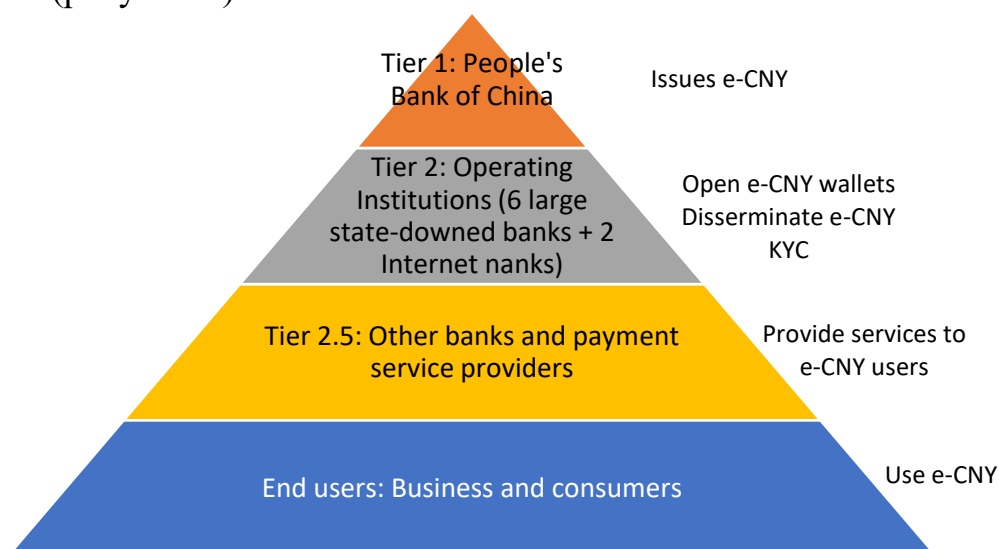 Tier 1: People's
Bank of China
Issues e-CNY
Tier 2: Operating
Institutions (6 large
state-downed banks + 2
Internet nanks)
Open e-CNY wallets
Disserminate e-CNY
KYC
Tier 2.5: Other banks and payment
service providers
Provide services to
e-CNY users
End users: Business and consumers
Use e-CNY